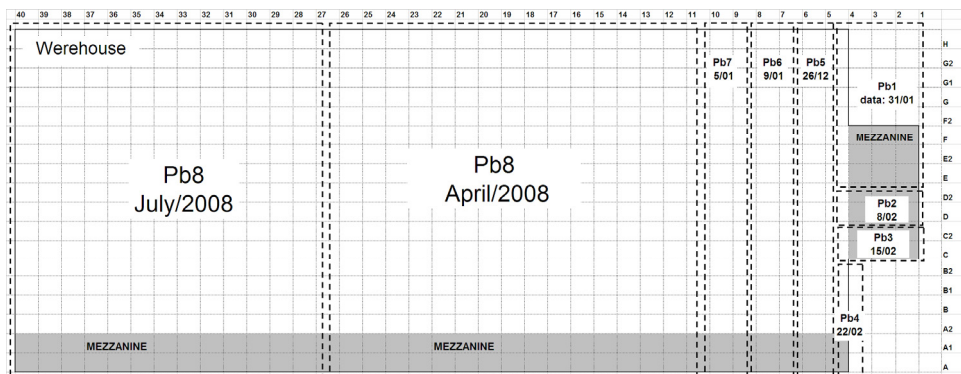 40 39 38 37 36 35 34 33 32 31 30 29 28 27 26 25 24 23 22 21 20 19 18 17 16 15 14 13 12 11 10 9 8 7 6 5 4 3 2 1
Werehouse
H
G2
G1
G
F2
F
E2
E
D2
D
C2
C
B2
B1
B
A2
A1
A
Pb8
July/2008
Pb8
April/2008
Pb7
5/01
Pb6
9/01
Pb5
26/12
Pb1
data: 31/01
MEZZANINE
Pb2
8/02
Pb3
15/02
Pb4
22/02
MEZZANINE
MEZZANINE